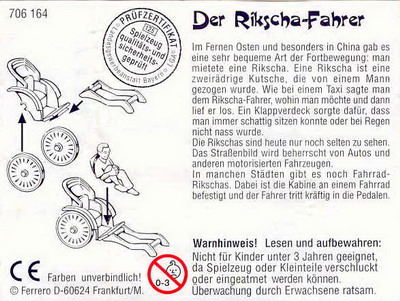 706 164
PRÜFZERTIFIKAT
LGA
Spielzeug
qualitäts- und
sicherheits-
geprüft
Landesgewerbeanstalt Bayern
Der Rikscha-Fahrer
Im Fernen Osten und besonders in China gab es
eine sehr bequeme Art der Fortbewegung: man
mietete eine Rikscha. Eine Rikscha ist eine
zweirädrige Kutsche, die von einem Mann
gezogen wurde. Wie bei einem Taxi sagte man
dem Rikscha-Fahrer, wohin man möchte und dann
lief er los. Ein Klappverdeck sorgte dafür, dass
man immer schattig sitzen konnte oder bei Regen
nicht nass wurde.
Die Rikschas sind heute nur noch selten zu sehen.
Das Straßenbild wird beherrscht von Autos und
anderen motorisierten Fahrzeugen.
In manchen Städten gibt es noch Fahrrad-
Rikschas. Dabei ist die Kabine an einem Fahrrad
befestigt und der Fahrer tritt kräftig in die Pedalen.
Warnhinweis! Lesen und aufbewahren:
Nicht für Kinder unter 3 Jahren geeignet,
da Spielzeug oder Kleinteile verschluckt
oder eingeatmet werden können.
Überwachung durch Erwachsene ratsam.
0-3
CE Farben unverbindlich!
© Ferrero D-60624 Frankfurt/M.